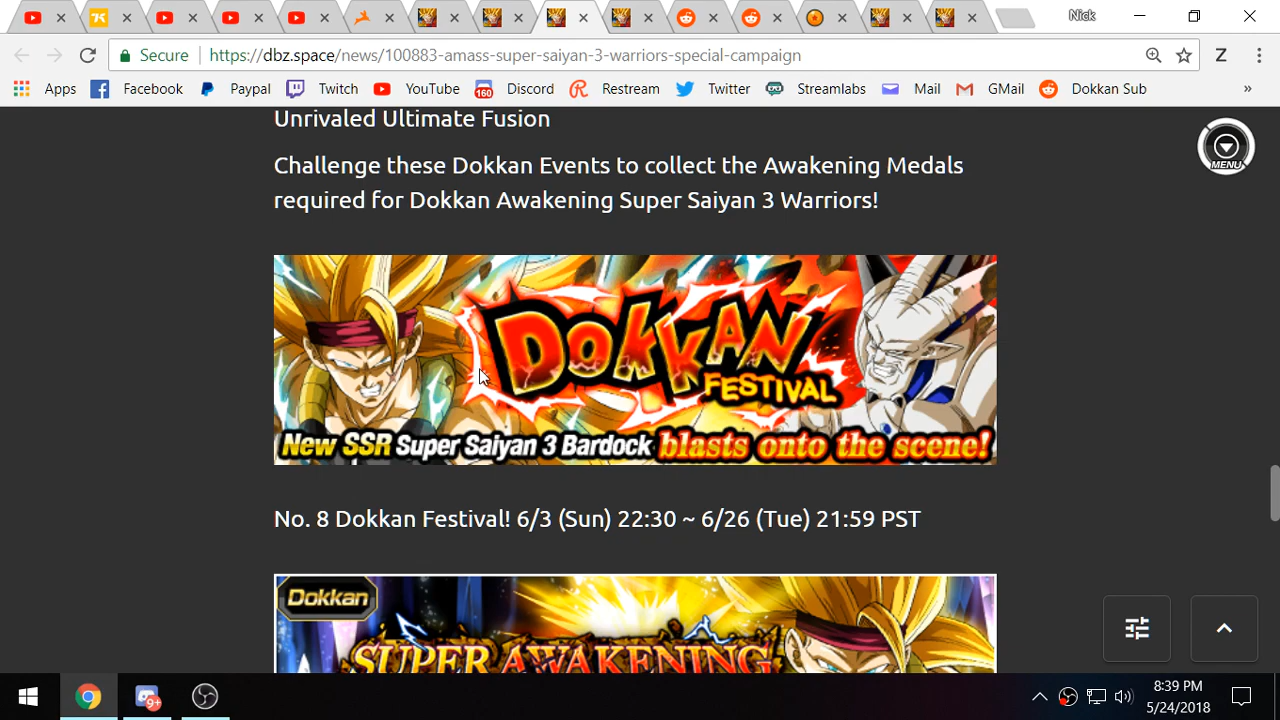 Nick
Secure https://dbz.space/news/100883-amass-super-saiyan-3-warriors-special-campaign
Z
Apps Facebook Paypal Twitch YouTube 160 Discord Restream Twitter Streamlabs Mail GMail Dokkan Sub »
Unrivaled Ultimate Fusion
MENU
Challenge these Dokkan Events to collect the Awakening Medals
required for Dokkan Awakening Super Saiyan 3 Warriors!
DOKKAN
FESTIVAL
New SSR Super Saiyan 3 Bardock blasts onto the scene!
No. 8 Dokkan Festival! 6/3 (Sun) 22:30 ~ 6/26 (Tue) 21:59 PST
Dokkan
SUPER AWAKENING
9+
8:39 PM
5/24/2018